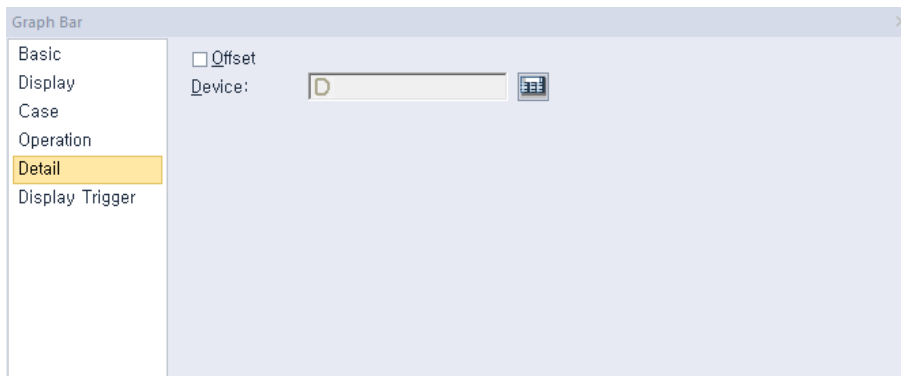 Graph Bar
Basic
Display
Case
Operation
Detail
Display Trigger
Offset
Device:
D